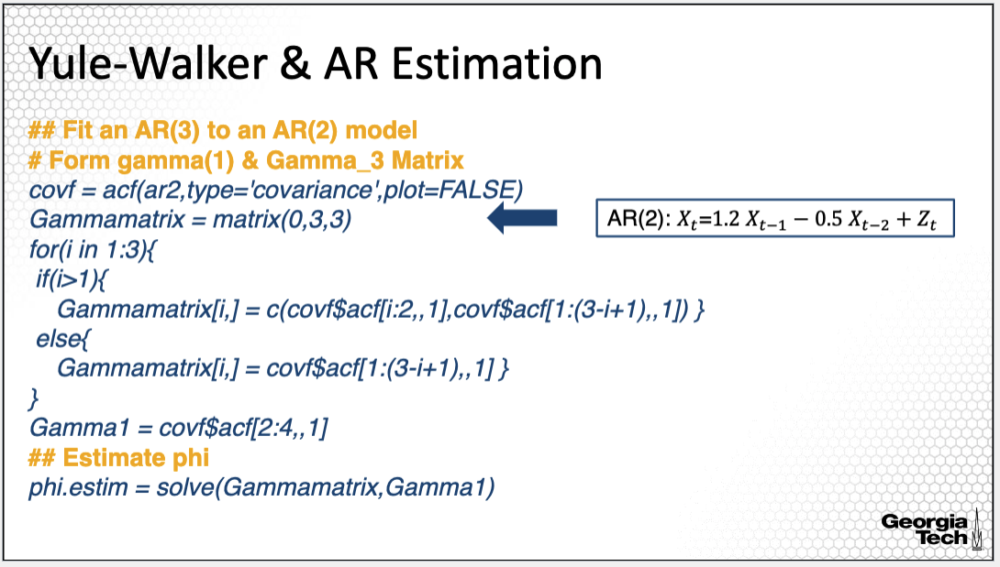 Yule-Walker & AR Estimation
## Fit an AR(3) to an AR(2) model
# Form gamma(1) & Gamma_3 Matrix
covf = acf(ar2,type='covariance',plot=FALSE)
Gammamatrix = matrix(0,3,3)
AR(2): Xₜ=1.2 Xₜ₋₁ − 0.5 Xₜ₋₂ + Zₜ
for(i in 1:3){
if(i>1){
Gammamatrix[i,] = c(covf$acf[i:2,,1],covf$acf[1:(3-i+1),,1]) }
else{
Gammamatrix[i,] = covf$acf[1:(3-i+1),,1] }
}
Gamma1 = covf$acf[2:4,,1]
## Estimate phi
phi.estim = solve(Gammamatrix,Gamma1)
Georgia
Tech